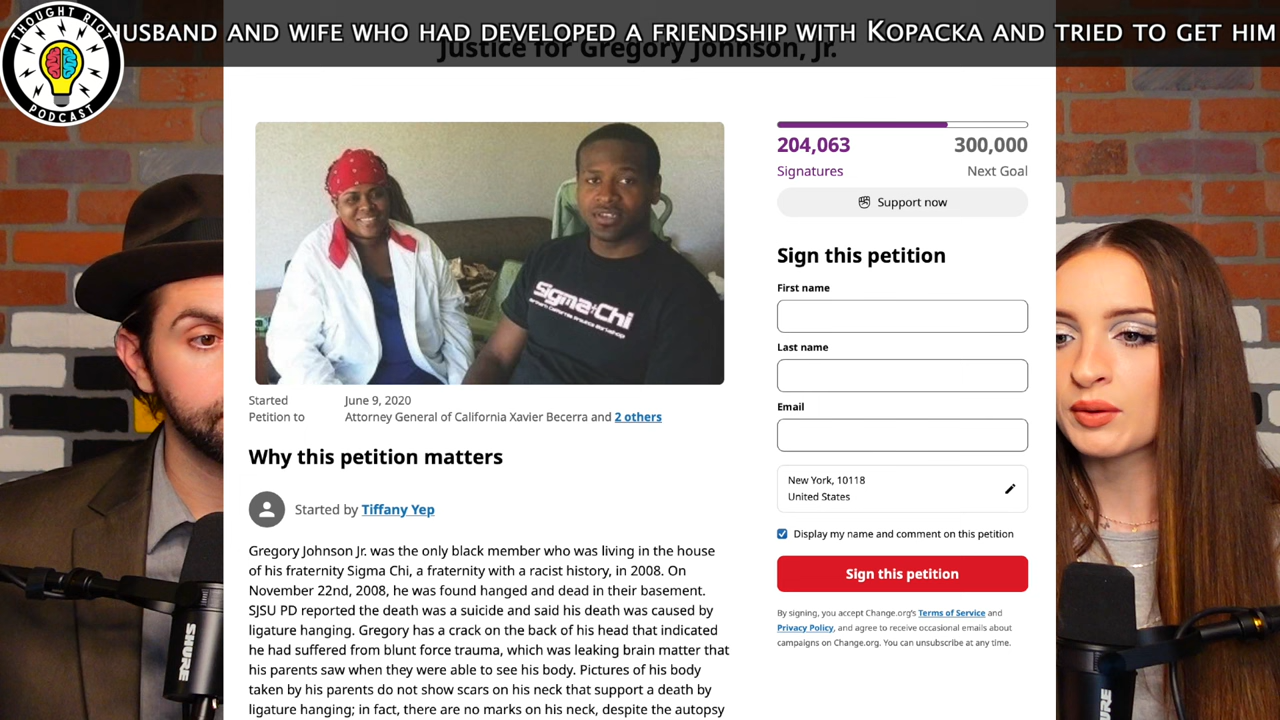 THOUGHT RIOT
PODCAST
HUSBAND AND WIFE WHO HAD DEVELOPED A FRIENDSHIP WITH KOPACKA AND TRIED TO GET HIM
Justice for Gregory Johnson, Jr.
Sigma Chi
204,063
300,000
Signatures
Next Goal
Support now
Sign this petition
First name
Last name
Email
New York, 10118
United States
Display my name and comment on this petition
Sign this petition
By signing, you accept Change.org's Terms of Service and
Privacy Policy, and agree to receive occasional emails about
campaigns on Change.org. You can unsubscribe at any time.
Started June 9, 2020
Petition to Attorney General of California Xavier Becerra and 2 others
Why this petition matters
Started by Tiffany Yep
Gregory Johnson Jr. was the only black member who was living in the house
of his fraternity Sigma Chi, a fraternity with a racist history, in 2008. On
November 22nd, 2008, he was found hanged and dead in their basement.
SJSU PD reported the death was a suicide and said his death was caused by
ligature hanging. Gregory has a crack on the back of his head that indicated
he had suffered from blunt force trauma, which was leaking brain matter that
his parents saw when they were able to see his body. Pictures of his body
taken by his parents do not show scars on his neck that support a death by
ligature hanging; in fact, there are no marks on his neck, despite the autopsy
SHURE
URE